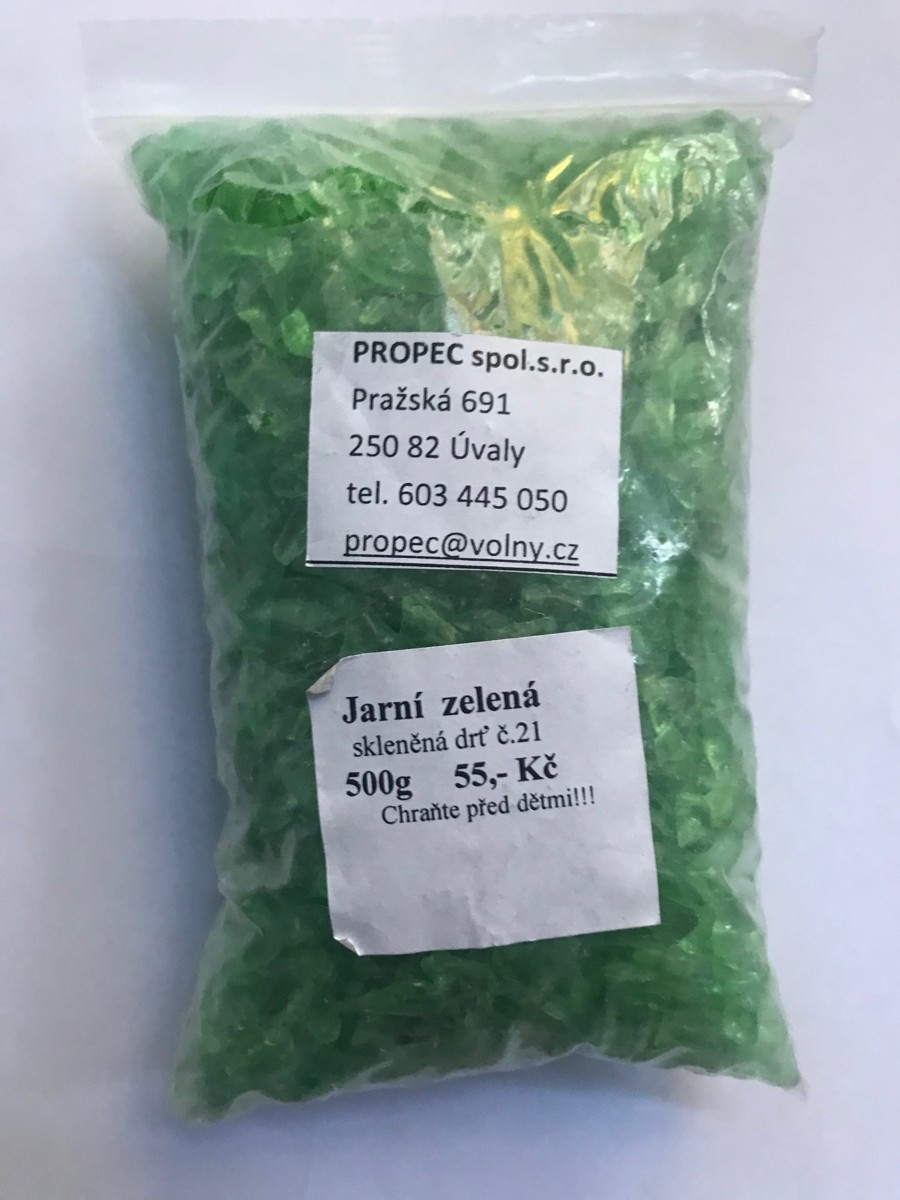 PROPEC spol.s.r.o.
Pražská 691
250 82 Úvaly
tel. 603 445 050
propec@volny.cz
Jarní zelená
skleněná drť č.21
500g 55,- Kč
Chraňte před dětmi!!!